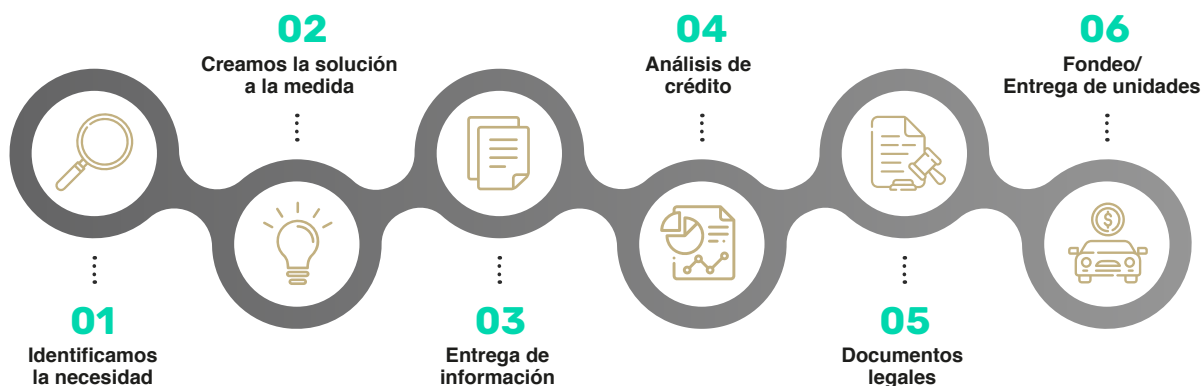 01
Identificamos
la necesidad
02
Creamos la solución
a la medida
03
Entrega de
información
04
Análisis de
crédito
05
Documentos
legales
06
Fondeo/
Entrega de unidades
$